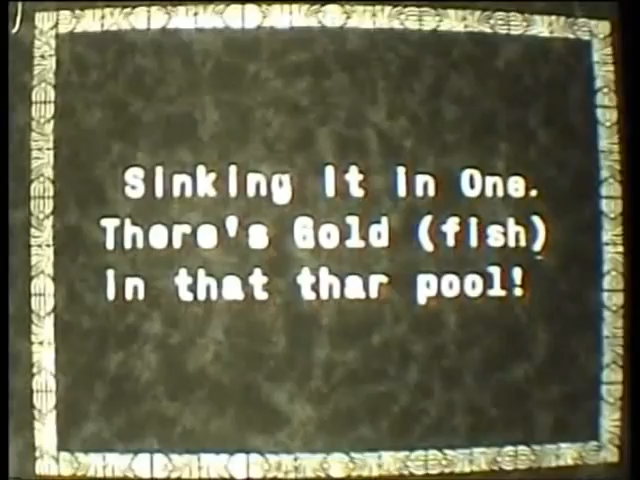 Sinking it in One.
There's Gold (fish)
in that thar pool!